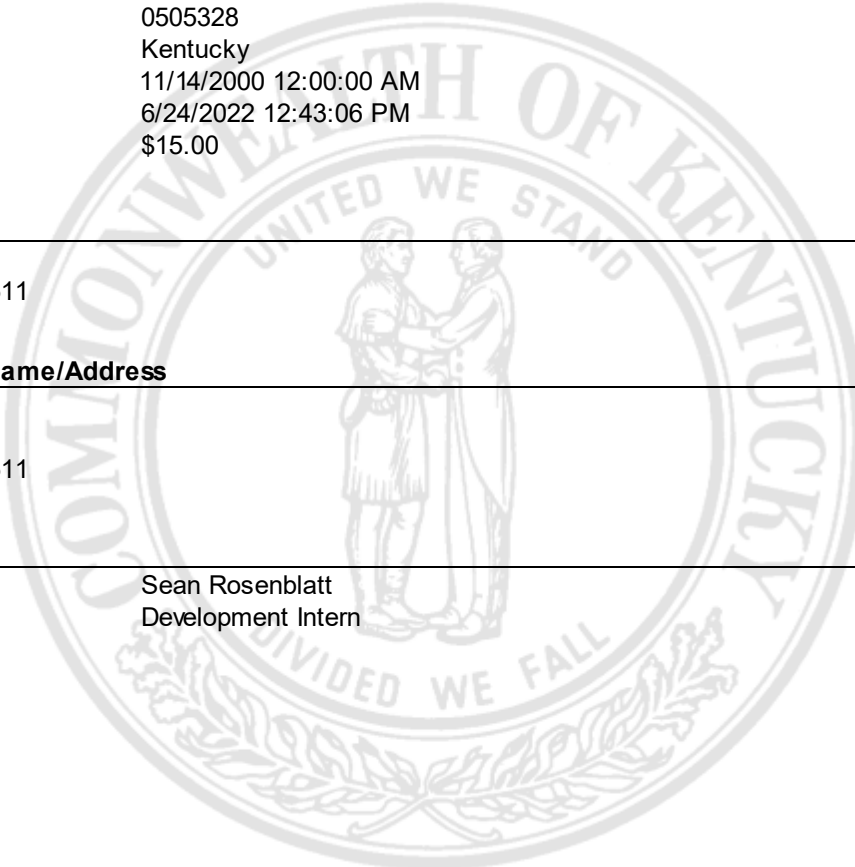 0505328
Kentucky
11/14/2000 12:00:00 AM
6/24/2022 12:43:06 PM
$15.00
COMMONWEALTH OF KENTUCKY
UNITED WE STAND
11
ame/Address
11
Sean Rosenblatt
Development Intern
DIVIDED WE FALL